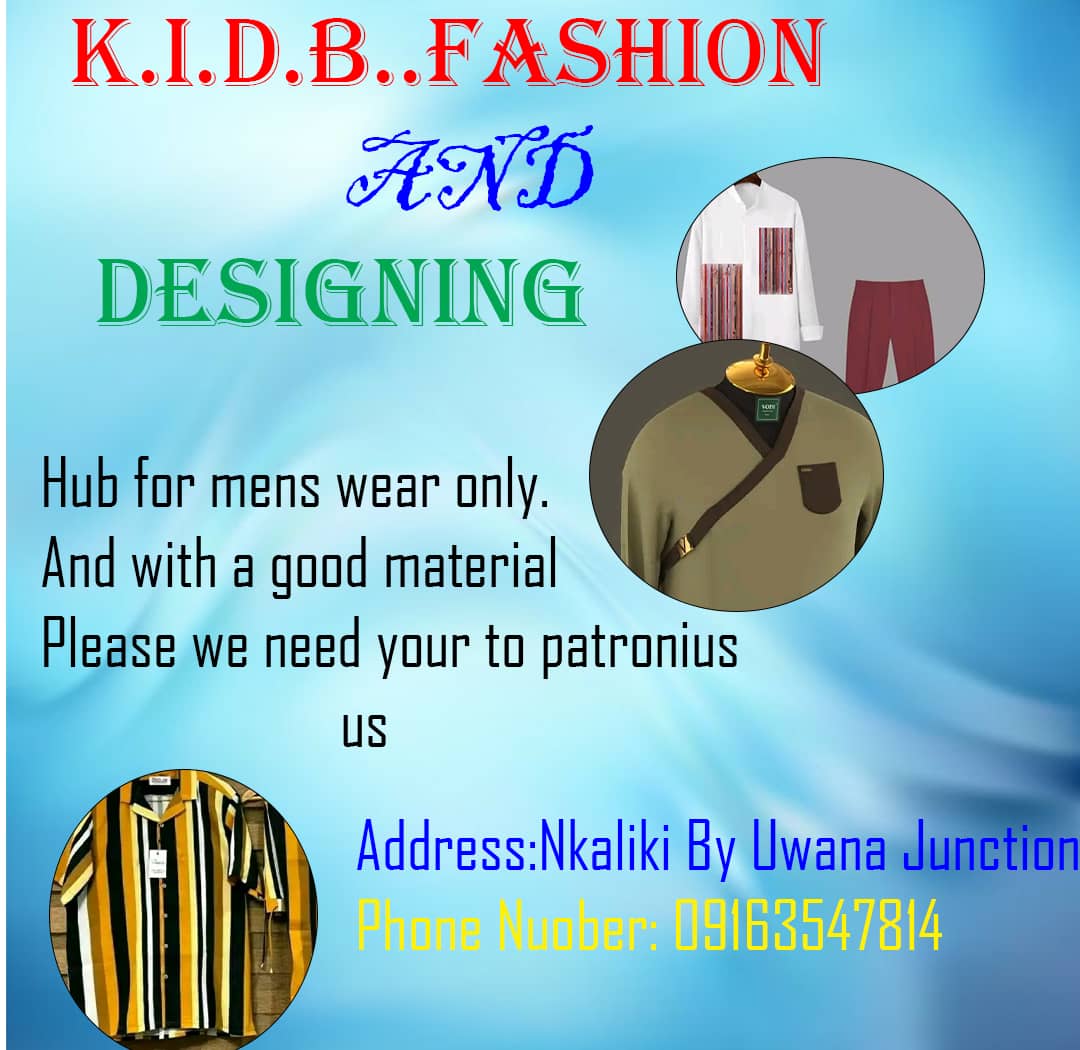 K.I.D.B..FASHION
AND
DESIGNING
Hub for mens wear only.
And with a good material
Please we need your to patronius
us
Address:Nkaliki By Uwana Junction
Phone Nuober: 09163547814